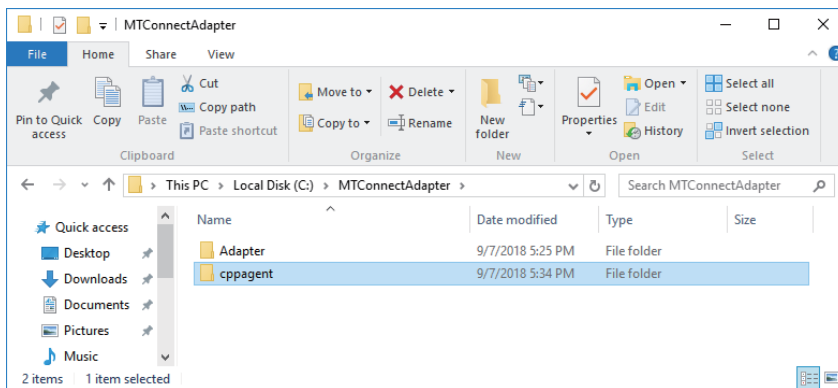 MTConnectAdapter
File Home Share View
Pin to Quick access
Copy
Paste
Cut
Copy path
Paste shortcut
Clipboard
Move to
Copy to
Delete
Rename
Organize
New folder
New
Properties
Open
Edit
History
Open
Select all
Select none
Invert selection
Select
This PC > Local Disk (C:) > MTConnectAdapter >
Search MTConnectAdapter
Quick access
Desktop
Downloads
Documents
Pictures
Music
Name Date modified Type Size
Adapter 9/7/2018 5:25 PM File folder
cppagent 9/7/2018 5:34 PM File folder
2 items 1 item selected